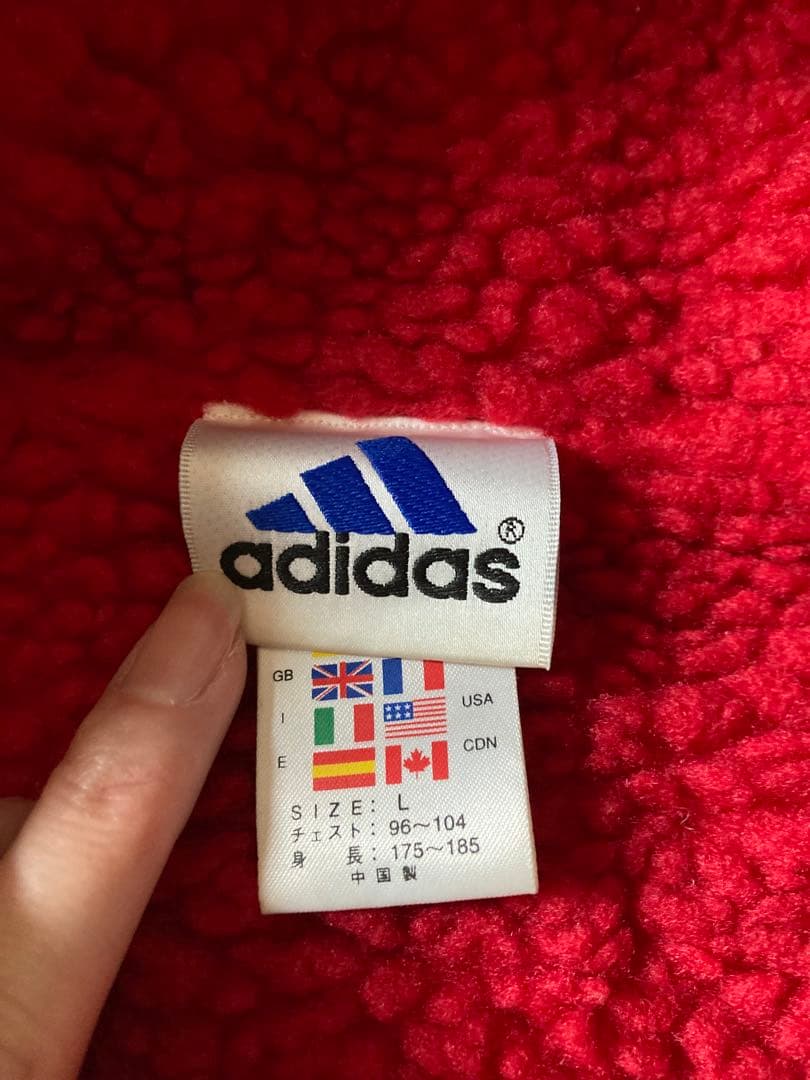 adidas®
GB
USA
I
CDN
E
SIZE: L
チェスト: 96〜104
身 長: 175〜185
中国製